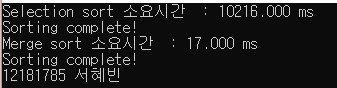 Selection sort 소요시간  : 10216.000 ms
Sorting complete!
Merge sort 소요시간  : 17.000 ms
Sorting complete!
12181785 서혜빈